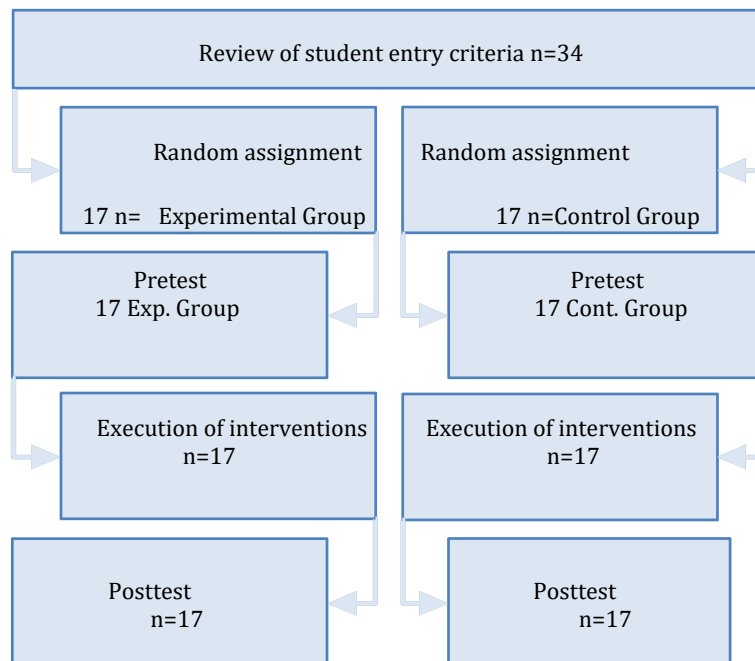 Review of student entry criteria n=34
Random assignment
17 n= Experimental Group
Random assignment
17 n=Control Group
Pretest
17 Exp. Group
Pretest
17 Cont. Group
Execution of interventions
n=17
Execution of interventions
n=17
Posttest
n=17
Posttest
n=17